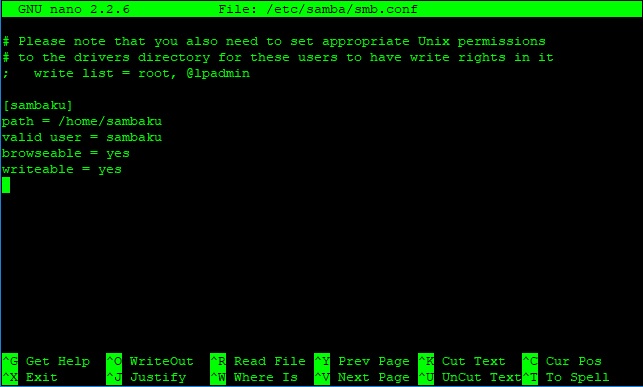 GNU nano 2.2.6 File: /etc/samba/smb.conf
# Please note that you also need to set appropriate Unix permissions
# to the drivers directory for these users to have write rights in it
;   write list = root, @lpadmin
[sambaku]
path = /home/sambaku
valid user = sambaku
browseable = yes
writeable = yes
^G Get Help ^O WriteOut ^R Read File ^Y Prev Page ^K Cut Text ^C Cur Pos
^X Exit ^J Justify ^W Where Is ^V Next Page ^U UnCut Text ^T To Spell